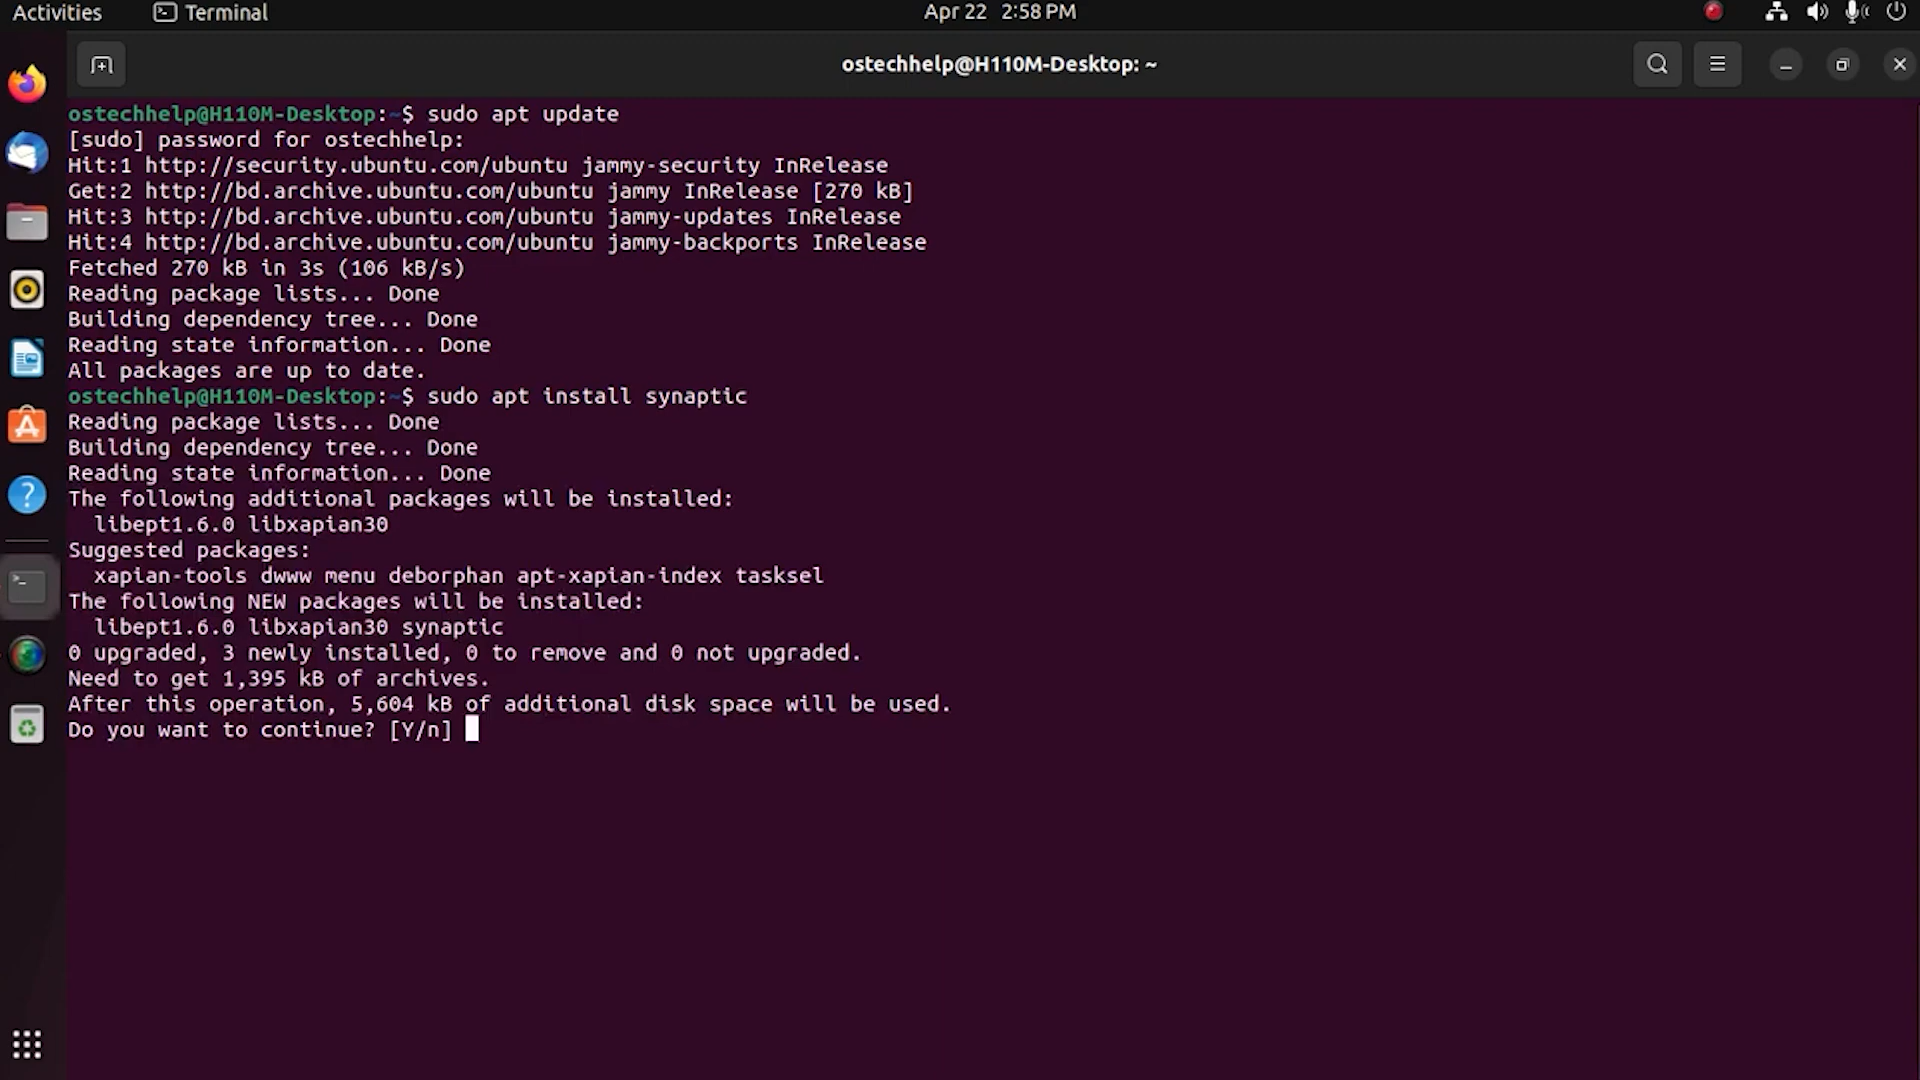 Activities Terminal Apr 22 2:58 PM
ostechhelp@H110M-Desktop: ~
ostechhelp@H110M-Desktop:~$ sudo apt update
[sudo] password for ostechhelp:
Hit:1 http://security.ubuntu.com/ubuntu jammy-security InRelease
Get:2 http://bd.archive.ubuntu.com/ubuntu jammy InRelease [270 kB]
Hit:3 http://bd.archive.ubuntu.com/ubuntu jammy-updates InRelease
Hit:4 http://bd.archive.ubuntu.com/ubuntu jammy-backports InRelease
Fetched 270 kB in 3s (106 kB/s)
Reading package lists... Done
Building dependency tree... Done
Reading state information... Done
All packages are up to date.
ostechhelp@H110M-Desktop:~$ sudo apt install synaptic
Reading package lists... Done
Building dependency tree... Done
Reading state information... Done
The following additional packages will be installed:
  libept1.6.0 libxapian30
Suggested packages:
  xapian-tools dwww menu deborphan apt-xapian-index tasksel
The following NEW packages will be installed:
  libept1.6.0 libxapian30 synaptic
0 upgraded, 3 newly installed, 0 to remove and 0 not upgraded.
Need to get 1,395 kB of archives.
After this operation, 5,604 kB of additional disk space will be used.
Do you want to continue? [Y/n]